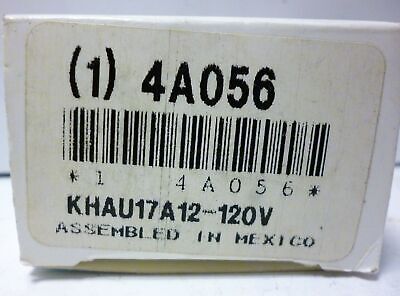 (1) 4A056
*1 4A056*
KHAU17A12-120V
ASSEMBLED IN MEXICO